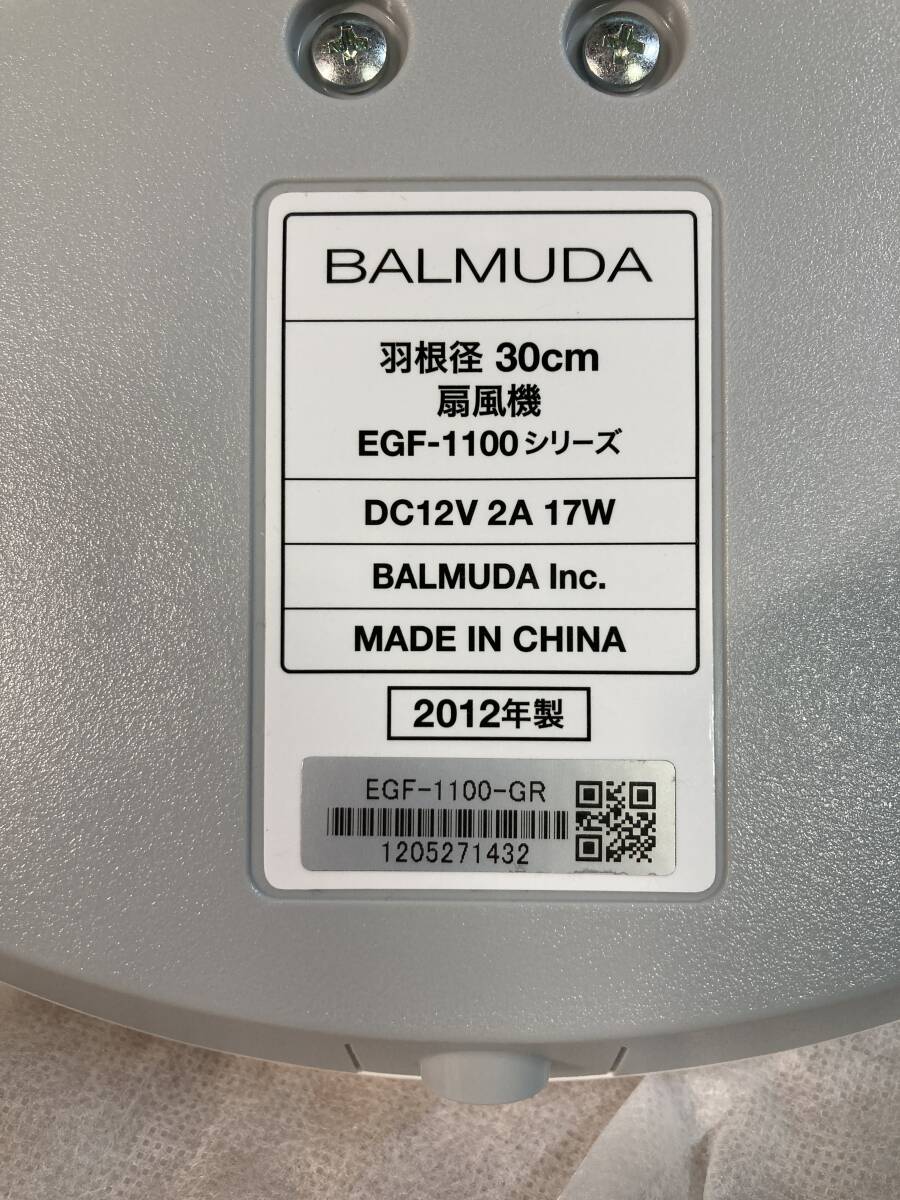 BALMUDA
羽根径 30cm
扇風機
EGF-1100シリーズ
DC12V 2A 17W
BALMUDA Inc.
MADE IN CHINA
2012年製
EGF-1100-GR
1205271432